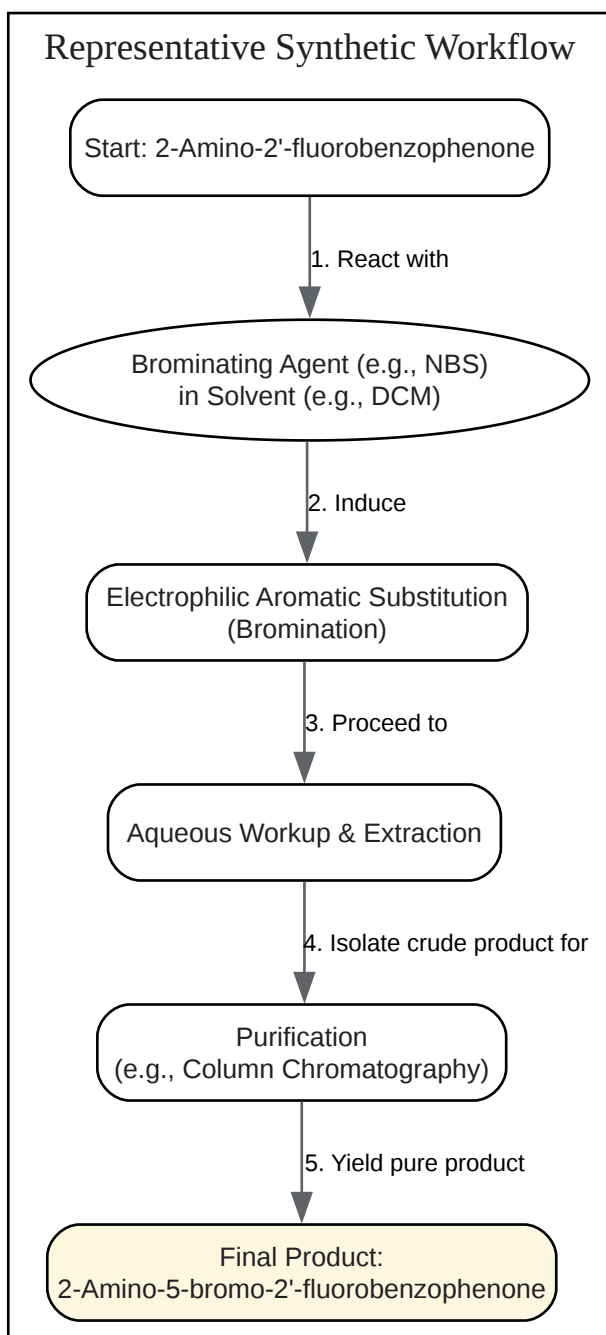 Representative Synthetic Workflow
Start: 2-Amino-2'-fluorobenzophenone
1. React with
Brominating Agent (e.g., NBS)
in Solvent (e.g., DCM)
2. Induce
Electrophilic Aromatic Substitution
(Bromination)
3. Proceed to
Aqueous Workup & Extraction
4. Isolate crude product for
Purification
(e.g., Column Chromatography)
5. Yield pure product
Final Product:
2-Amino-5-bromo-2'-fluorobenzophenone